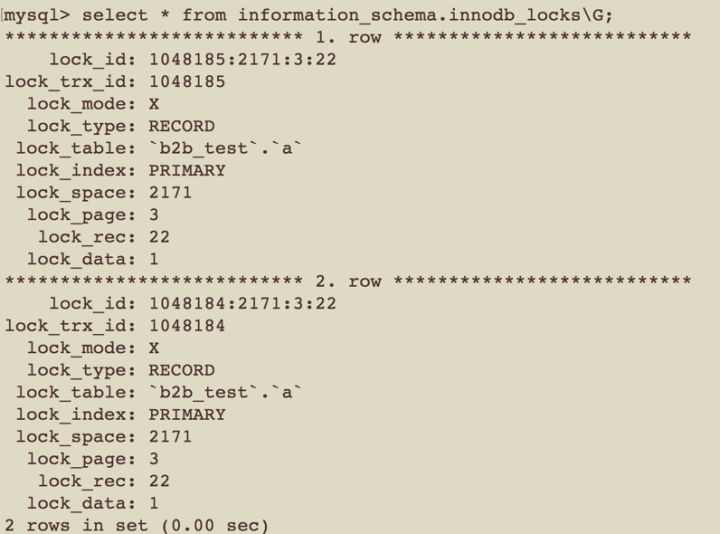 mysql> select * from information_schema.innodb_locks\G;
*************************** 1. row ***************************
lock_id: 1048185:2171:3:22
lock_trx_id: 1048185
lock_mode: X
lock_type: RECORD
lock_table: `b2b_test`.`a`
lock_index: PRIMARY
lock_space: 2171
lock_page: 3
lock_rec: 22
lock_data: 1
*************************** 2. row ***************************
lock_id: 1048184:2171:3:22
lock_trx_id: 1048184
lock_mode: X
lock_type: RECORD
lock_table: `b2b_test`.`a`
lock_index: PRIMARY
lock_space: 2171
lock_page: 3
lock_rec: 22
lock_data: 1
2 rows in set (0.00 sec)